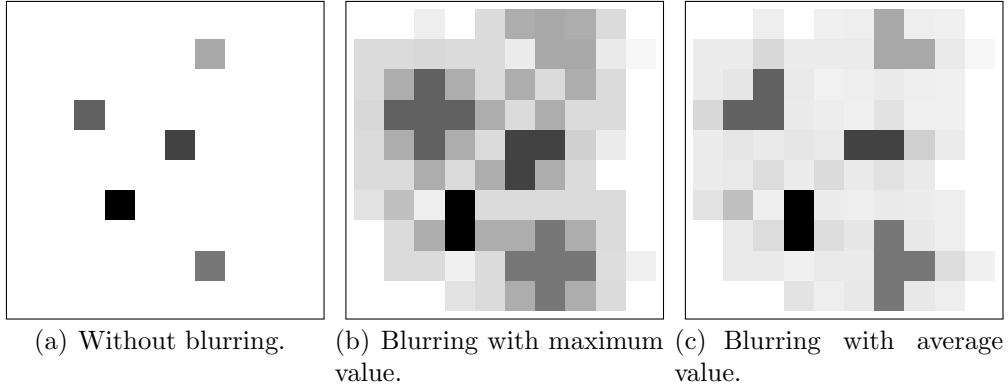 (a) Without blurring.
(b) Blurring with maximum value.
(c) Blurring with average value.